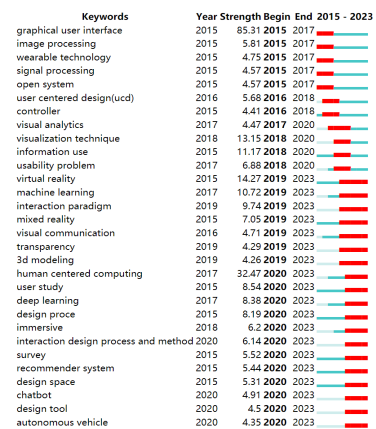 Keywords Year Strength Begin End 2015 - 2023
graphical user interface 2015 85.31 2015 2017
image processing 2015 5.81 2015 2017
wearable technology 2015 4.75 2015 2017
signal processing 2015 4.57 2015 2017
open system 2015 4.57 2015 2017
user centered design(ucd) 2016 5.68 2016 2018
controller 2015 4.41 2016 2018
visual analytics 2017 4.47 2017 2020
visualization technique 2018 13.15 2018 2020
information use 2015 11.17 2018 2020
usability problem 2017 6.88 2018 2020
virtual reality 2015 14.27 2019 2023
machine learning 2017 10.72 2019 2023
interaction paradigm 2019 9.74 2019 2023
mixed reality 2015 7.05 2019 2023
visual communication 2016 4.71 2019 2023
transparency 2019 4.29 2019 2023
3d modeling 2019 4.26 2019 2023
human centered computing 2017 32.47 2020 2023
user study 2015 8.54 2020 2023
deep learning 2017 8.38 2020 2023
design proce 2015 8.19 2020 2023
immersive 2018 6.2 2020 2023
interaction design process and method 2020 6.14 2020 2023
survey 2015 5.52 2020 2023
recommender system 2015 5.44 2020 2023
design space 2015 5.31 2020 2023
chatbot 2020 4.91 2020 2023
design tool 2020 4.5 2020 2023
autonomous vehicle 2020 4.35 2020 2023